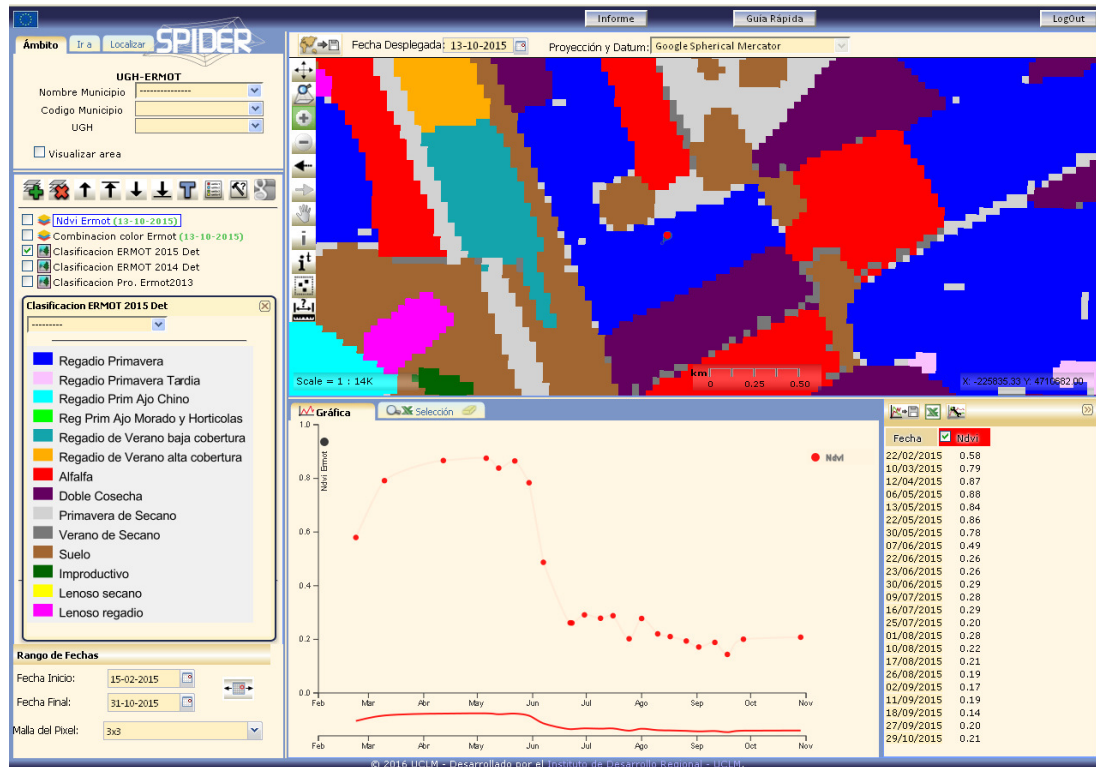 Informe
Guia Rápida
LogOut
Ámbito
Ir a
Localizar
SPIDER
Fecha Desplegada: 13-10-2015
Proyección y Datum: Google Spherical Mercator
UGH-ERMOT
Nombre Municipio ---------------
Codigo Municipio
UGH
Visualizar area
Ndvi Ermot (13-10-2015)
Combinacion color Ermot (13-10-2015)
Clasificacion ERMOT 2015 Det
Clasificacion ERMOT 2014 Det
Clasificacion Pro. Ermot2013
Clasificacion ERMOT 2015 Det
---------
Regadio Primavera
Regadio Primavera Tardia
Regadio Prim Ajo Chino
Reg Prim Ajo Morado y Horticolas
Regadio de Verano baja cobertura
Regadio de Verano alta cobertura
Alfalfa
Doble Cosecha
Primavera de Secano
Verano de Secano
Suelo
Improductivo
Lenoso secano
Lenoso regadio
Rango de Fechas
Fecha Inicio: 15-02-2015
Fecha Final: 31-10-2015
Malla del Pixel: 3x3
Scale = 1 : 14K
km
0 0.25 0.50
X: -225835.33 Y: 4710682.00
Gráfica
Selección
1.0
0.8
0.6
0.4
0.2
0.0
Ndvi Ermot
Ndvi
Feb Mar Abr May Jun Jul Ago Sep Oct Nov
Feb Mar Abr May Jun Jul Ago Sep Oct Nov
Fecha Ndvi
22/02/2015 0.58
10/03/2015 0.79
12/04/2015 0.87
06/05/2015 0.88
13/05/2015 0.84
22/05/2015 0.86
30/05/2015 0.78
07/06/2015 0.49
22/06/2015 0.26
23/06/2015 0.26
30/06/2015 0.29
09/07/2015 0.28
16/07/2015 0.29
25/07/2015 0.20
01/08/2015 0.28
10/08/2015 0.22
17/08/2015 0.21
26/08/2015 0.19
02/09/2015 0.17
11/09/2015 0.19
18/09/2015 0.14
27/09/2015 0.20
29/10/2015 0.21
© 2016 UCLM - Desarrollado por el Instituto de Desarrollo Regional - UCLM.